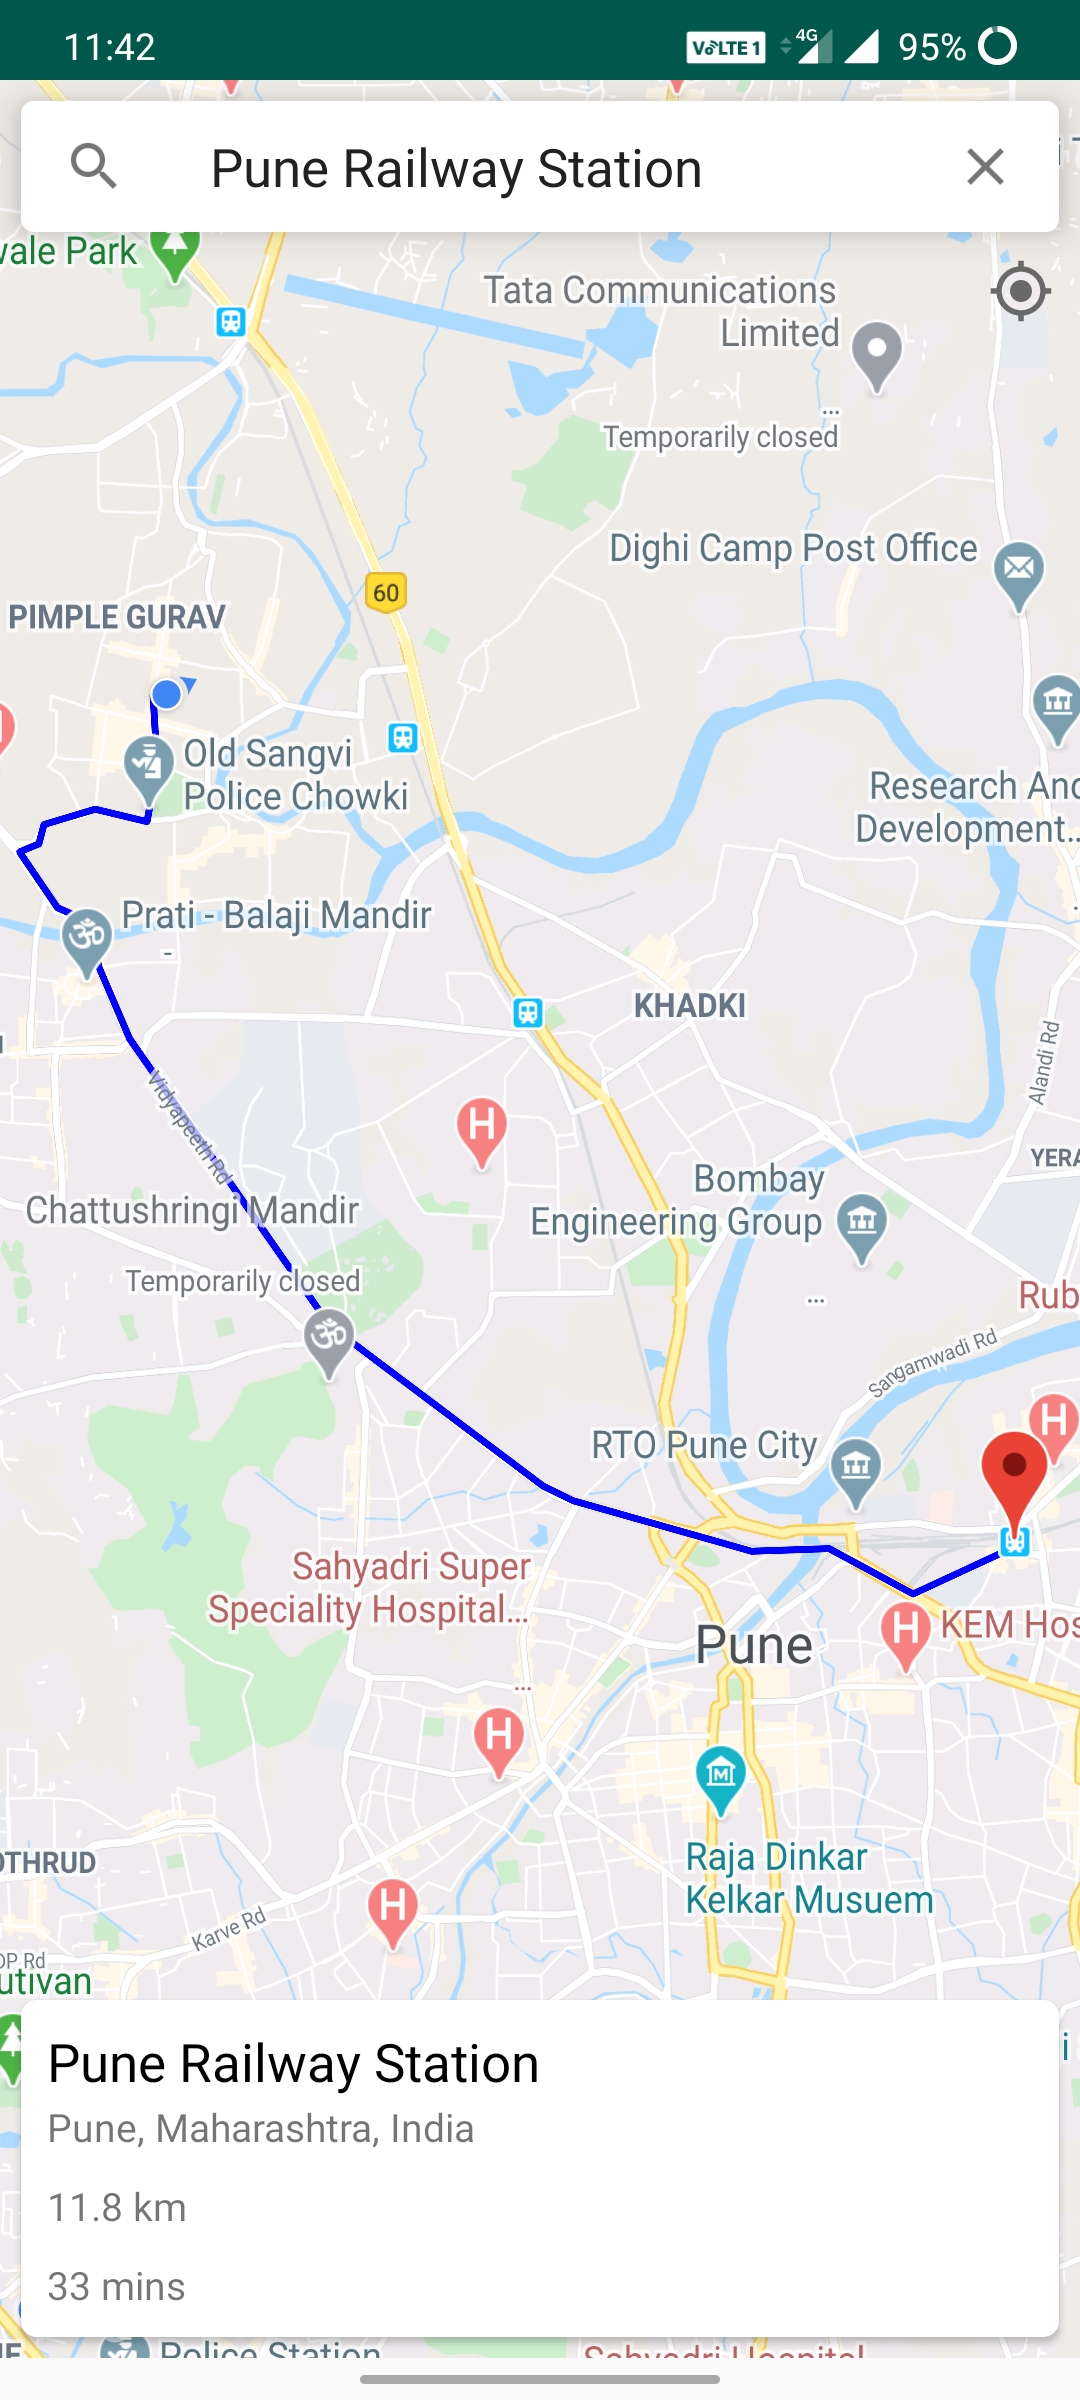 11:42
VoLTE 1
4G
95%
Pune Railway Station
vale Park
Tata Communications
Limited
...
Temporarily closed
Dighi Camp Post Office
60
PIMPLE GURAV
Old Sangvi
Police Chowki
Research And
Development...
Prati - Balaji Mandir
-
KHADKI
Alandi Rd
Vidyapeeth Rd
H
YERA
Bombay
Engineering Group
...
Chattushringi Mandir
Temporarily closed
Rub
Sangamwadi Rd
H
RTO Pune City
Sahyadri Super
Speciality Hospital...
...
Pune
H
KEM Hos
H
M
Raja Dinkar
Kelkar Musuem
OTHRUD
H
Karve Rd
DP Rd
utivan
Pune Railway Station
Pune, Maharashtra, India
11.8 km
33 mins
Police Station
Sahyadri Hospital